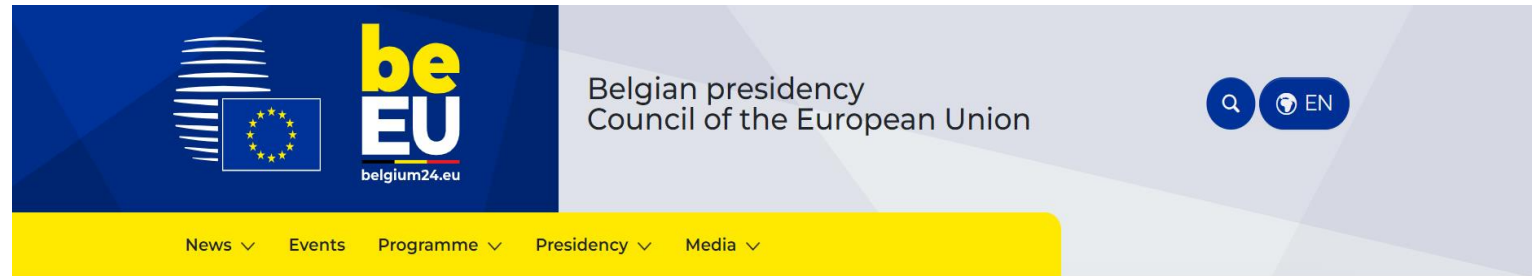 be
EU
belgium24.eu
Belgian presidency
Council of the European Union
EN
News Events Programme Presidency Media